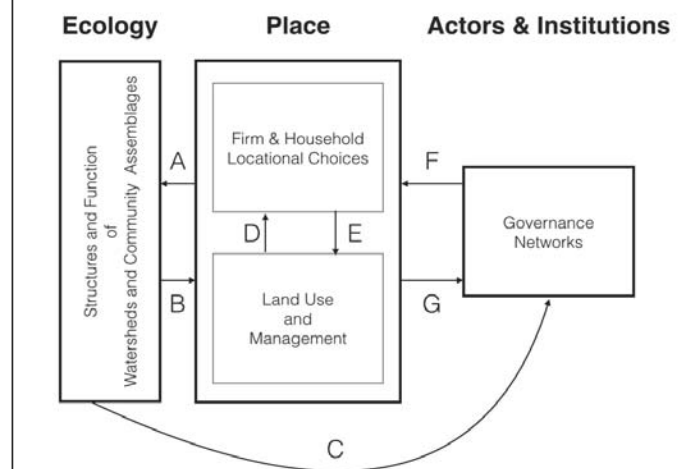 Ecology
Place
Actors & Institutions
Structures and Function
of
Watersheds and Community Assemblages
A
B
Firm & Household
Locational Choices
D
E
Land Use
and
Management
F
G
Governance
Networks
C